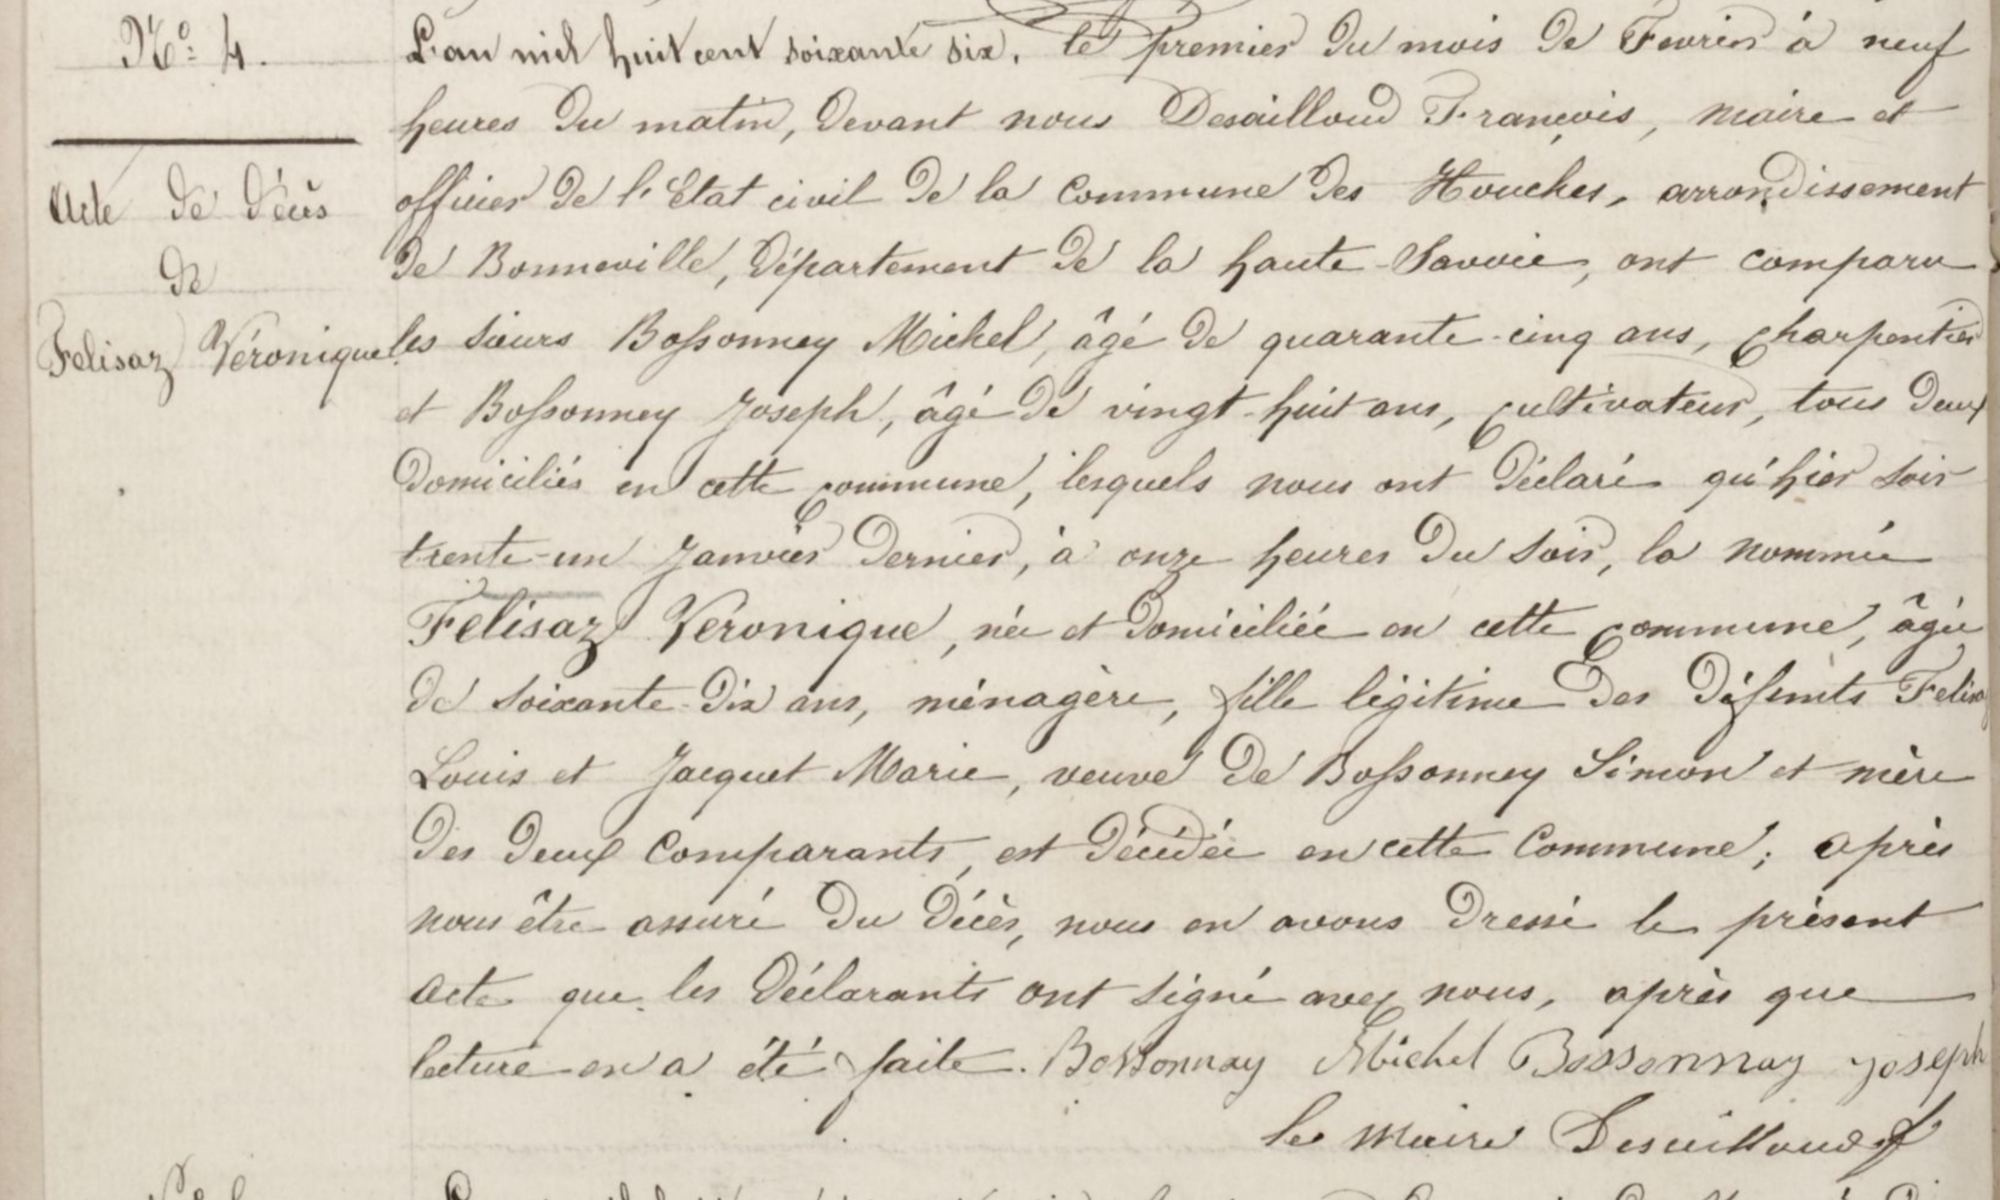 N.° 4.
Acte de décès
de
Felisaz Véronique
L'an mil huit cent soixante six, le premier du mois de Fevrier à neuf
heures du matin, devant nous Desailloud François, maire et
officier de l'Etat civil de la Commune des Houches, arrondissement
de Bonneville, département de la haute-Savoie, ont comparu
les sieurs Bossonney Michel, âgé de quarante-cinq ans, charpentier
et Bossonney Joseph, âgé de vingt-huit ans, cultivateur, tous deux
domiciliés en cette commune, lesquels nous ont déclaré qu'hier soir
trente-un Janvier dernier, à onze heures du soir, la nommée
Felisaz Véronique, née et domiciliée en cette commune, âgée
de soixante-dix ans, ménagère, fille légitime des défunts Felisaz
Louis et Jacquet Marie, veuve de Bossonney Simon et mère
des deux comparants, est décédée en cette Commune; après
nous être assuré du décès, nous en avons dressé le présent
acte que les déclarants ont signé avec nous, après que
lecture en a été faite. Bossonnay Michel Bossonnay joseph
le Maire Desailloud f